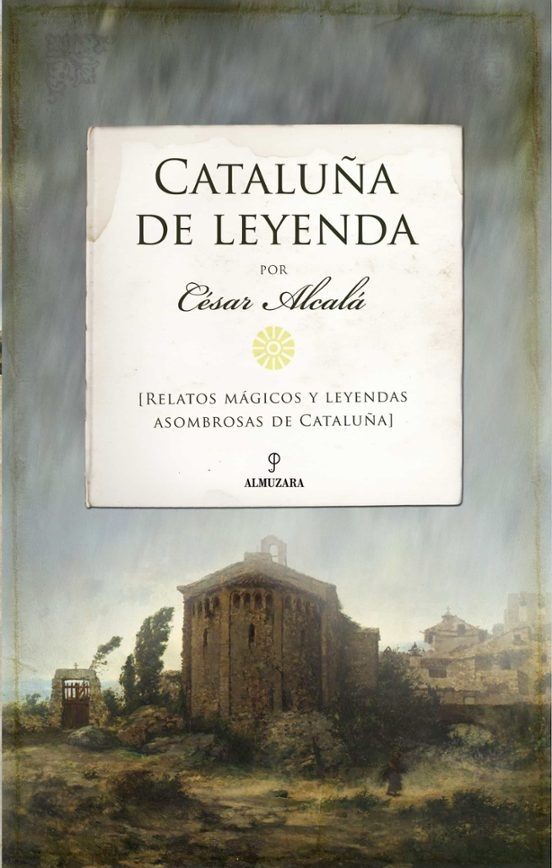 CATALUÑA
DE LEYENDA
POR
César Alcalá
[RELATOS MÁGICOS Y LEYENDAS
ASOMBROSAS DE CATALUÑA]
ALMUZARA